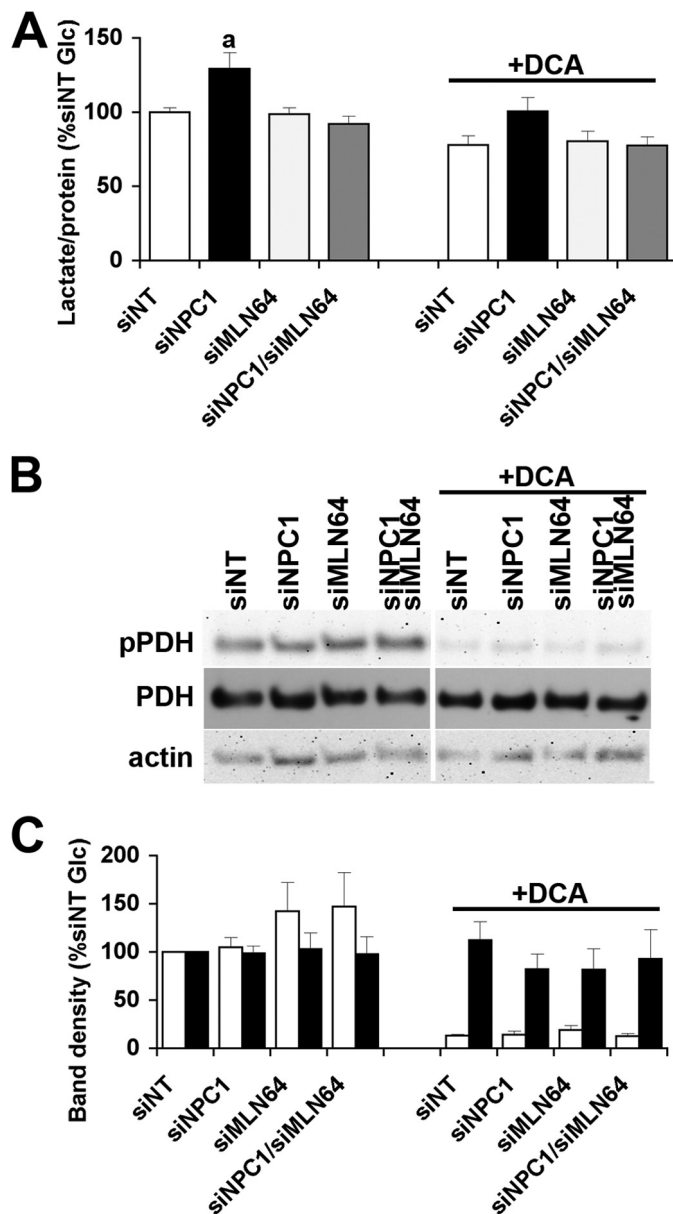 A
Lactate/protein (%siNT Glc)
150
100
50
0
a
+DCA
siNT
siNPC1
siMLN64
siNPC1/siMLN64
siNT
siNPC1
siMLN64
siNPC1/siMLN64
B
+DCA
siNT
siNPC1
siMLN64
siNPC1
siMLN64
siNT
siNPC1
siMLN64
siNPC1
siMLN64
pPDH
PDH
actin
C
Band density (%siNT Glc)
200
150
100
50
0
+DCA
siNT
siNPC1
siMLN64
siNPC1/siMLN64
siNT
siNPC1
siMLN64
siNPC1/siMLN64